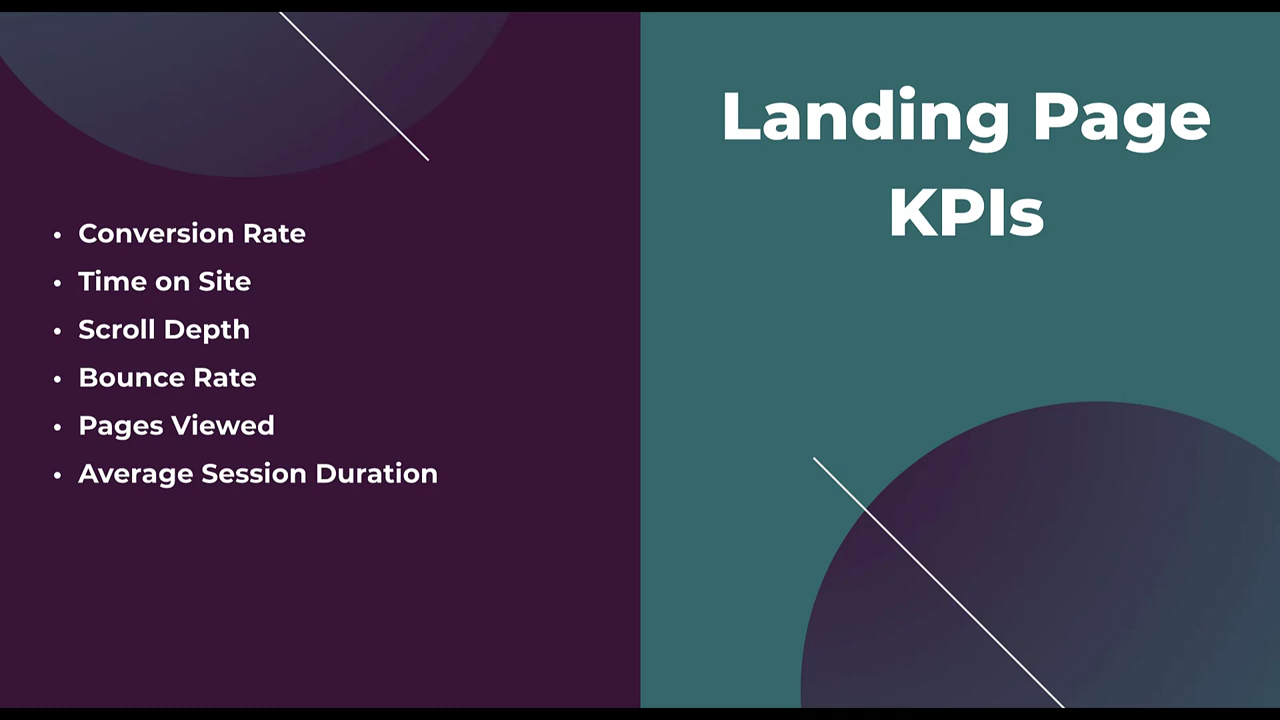 Landing Page
KPIs
• Conversion Rate
• Time on Site
• Scroll Depth
• Bounce Rate
• Pages Viewed
• Average Session Duration